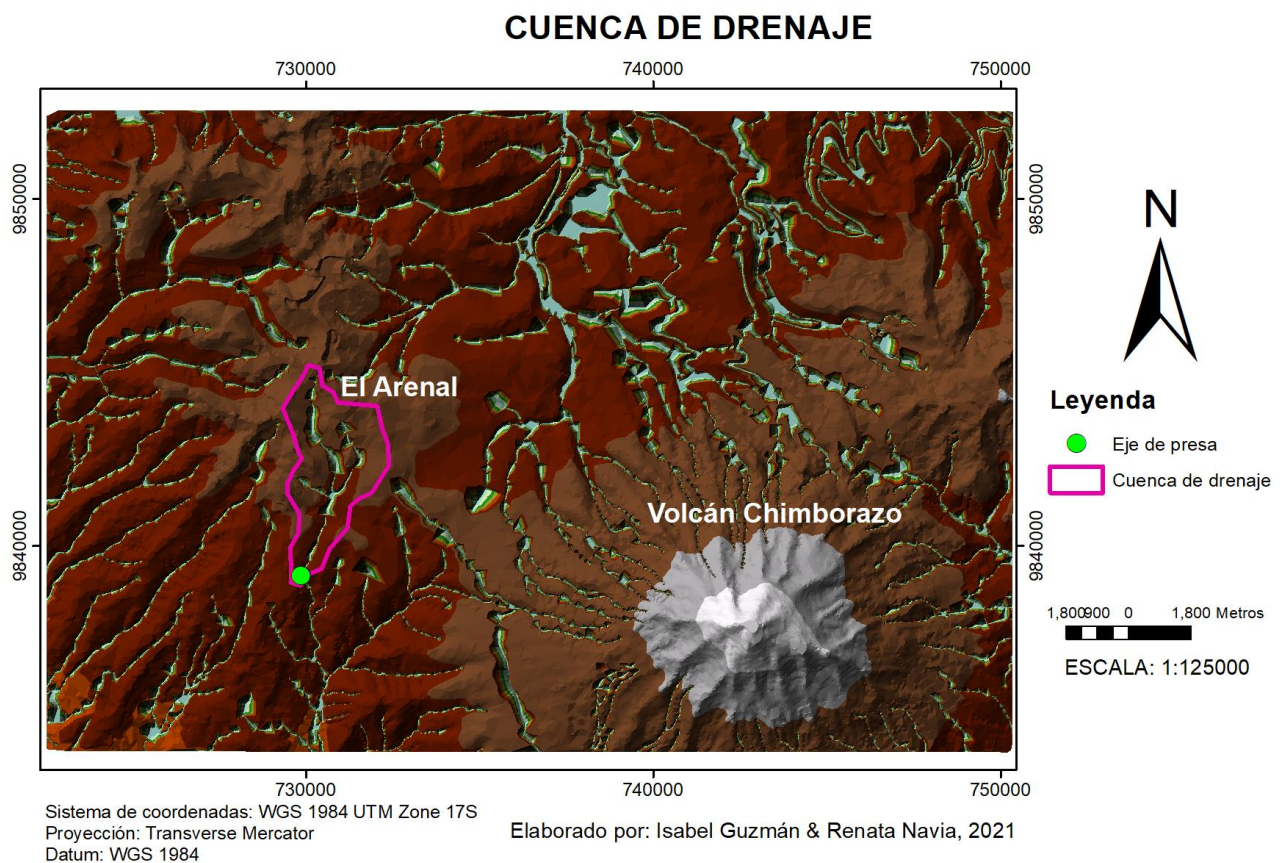 CUENCA DE DRENAJE
730000 740000 750000
9850000 9850000
N
El Arenal
Leyenda
Eje de presa
Cuenca de drenaje
Volcán Chimborazo
9840000 9840000
1,800 900 0 1,800 Metros
ESCALA: 1:125000
730000 740000 750000
Sistema de coordenadas: WGS 1984 UTM Zone 17S
Proyección: Transverse Mercator
Datum: WGS 1984
Elaborado por: Isabel Guzmán & Renata Navia, 2021